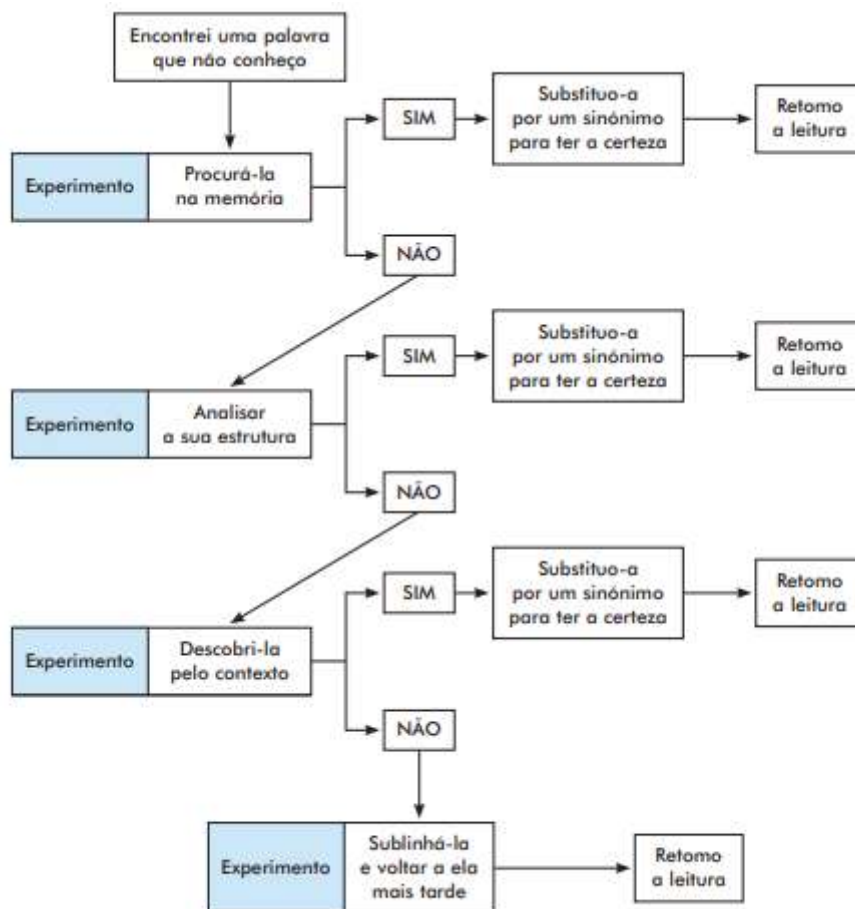 Encontrei uma palavra
que não conheço
SIM
Substituo-a
por um sinónimo
para ter a certeza
Retomo
a leitura
Experimento
Procurá-la
na memória
NÃO
SIM
Substituo-a
por um sinónimo
para ter a certeza
Retomo
a leitura
Experimento
Analisar
a sua estrutura
NÃO
SIM
Substituo-a
por um sinónimo
para ter a certeza
Retomo
a leitura
Experimento
Descobri-la
pelo contexto
NÃO
Experimento
Sublinhá-la
e voltar a ela
mais tarde
Retomo
a leitura